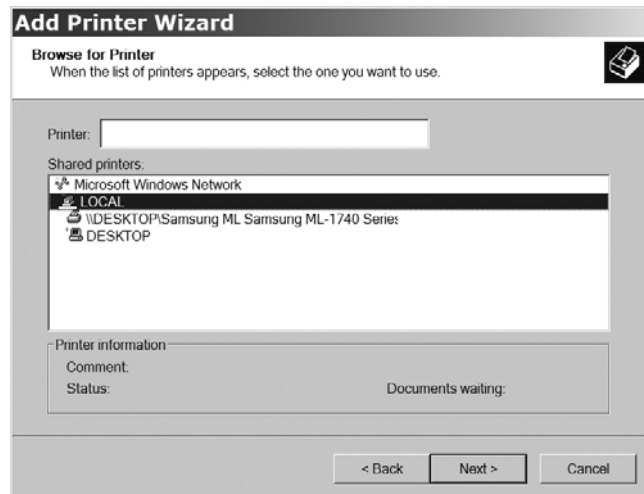 Add Printer Wizard
Browse for Printer
When the list of printers appears, select the one you want to use.
Printer:
Shared printers:
Microsoft Windows Network
LOCAL
\\DESKTOP\Samsung ML Samsung ML-1740 Series
DESKTOP
Printer information
Comment:
Status: Documents waiting:
< Back Next > Cancel